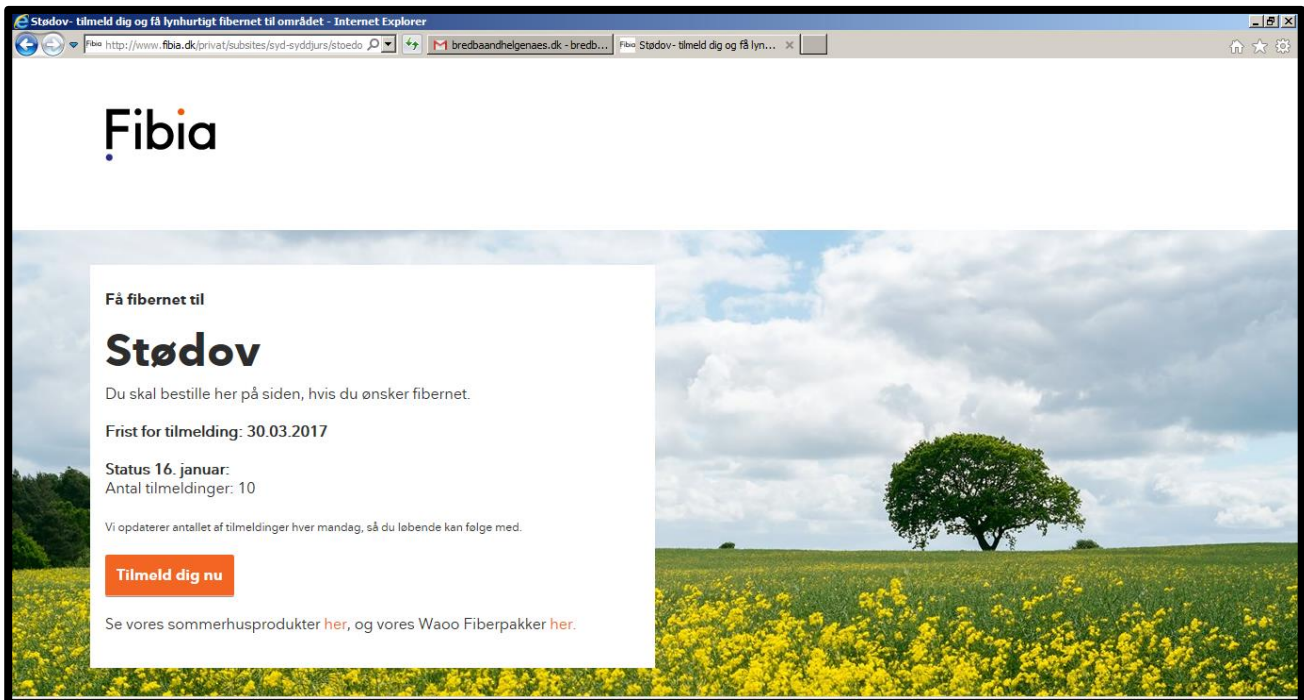 Stødov- tilmeld dig og få lynhurtigt fibernet til området - Internet Explorer
Fibia http://www.fibia.dk/privat/subsites/syd-syddjurs/stoedo
bredbaandhelgenaes.dk - bredb...
Fibia Stødov- tilmeld dig og få lyn...
Fibia
Få fibernet til
Stødov
Du skal bestille her på siden, hvis du ønsker fibernet.
Frist for tilmelding: 30.03.2017
Status 16. januar:
Antal tilmeldinger: 10
Vi opdaterer antallet af tilmeldinger hver mandag, så du løbende kan følge med.
Tilmeld dig nu
Se vores sommerhusprodukter her, og vores Waoo Fiberpakker her.